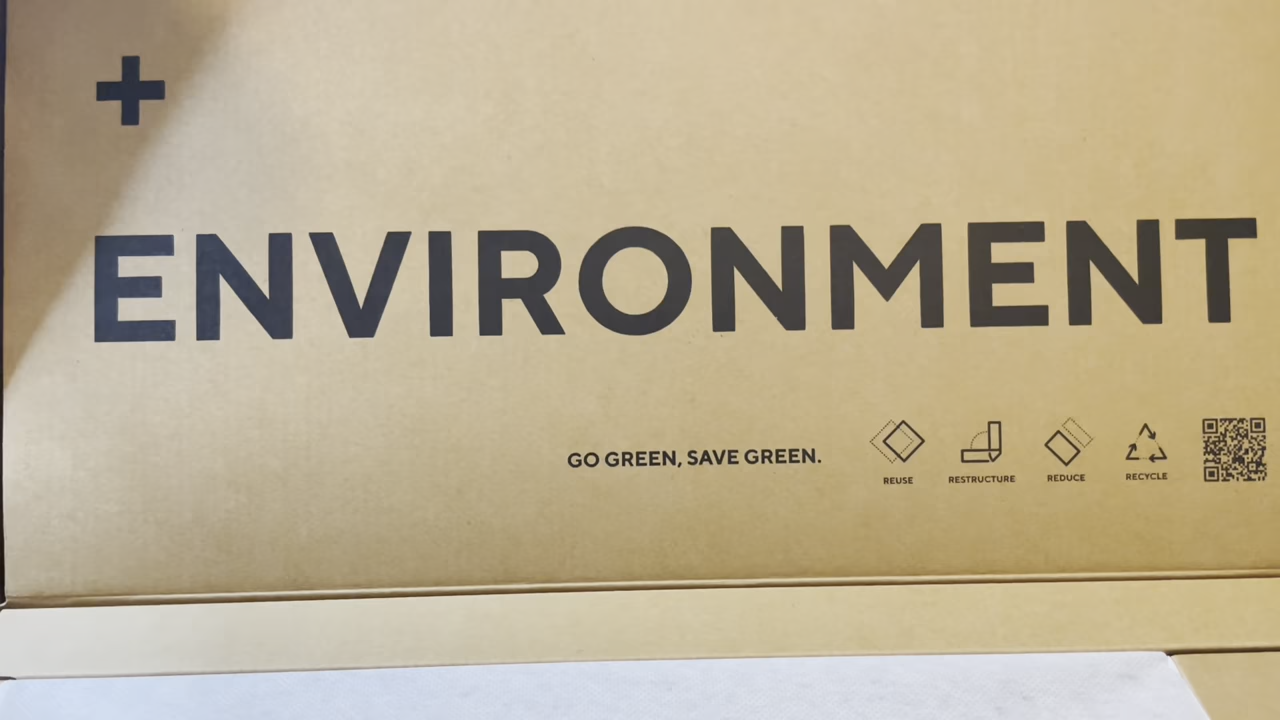 +
ENVIRONMENT
GO GREEN, SAVE GREEN.
REUSE
RESTRUCTURE
REDUCE
RECYCLE